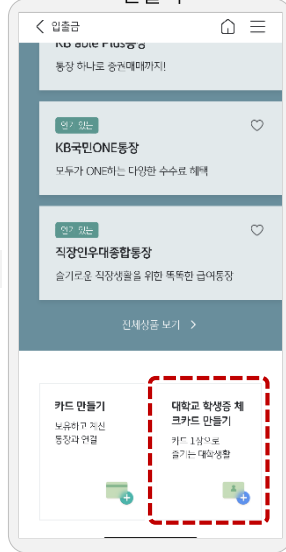 입출금
KB able Plus통장
통장 하나로 증권매매까지!
인기 있는
KB국민ONE통장
모두가 ONE하는 다양한 수수료 혜택
인기 있는
직장인우대종합통장
슬기로운 직장생활을 위한 똑똑한 급여통장
전체상품 보기 >
카드 만들기
보유하고 계신
통장과 연결
대학교 학생증 체
크카드 만들기
카드 1장으로
즐기는 대학생활